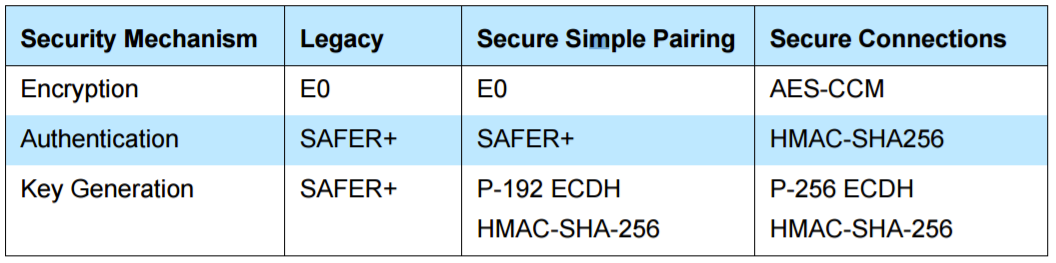 Security Mechanism Legacy Secure Simple Pairing Secure Connections
Encryption E0 E0 AES-CCM
Authentication SAFER+ SAFER+ HMAC-SHA256
Key Generation SAFER+ P-192 ECDH P-256 ECDH
HMAC-SHA-256 HMAC-SHA-256